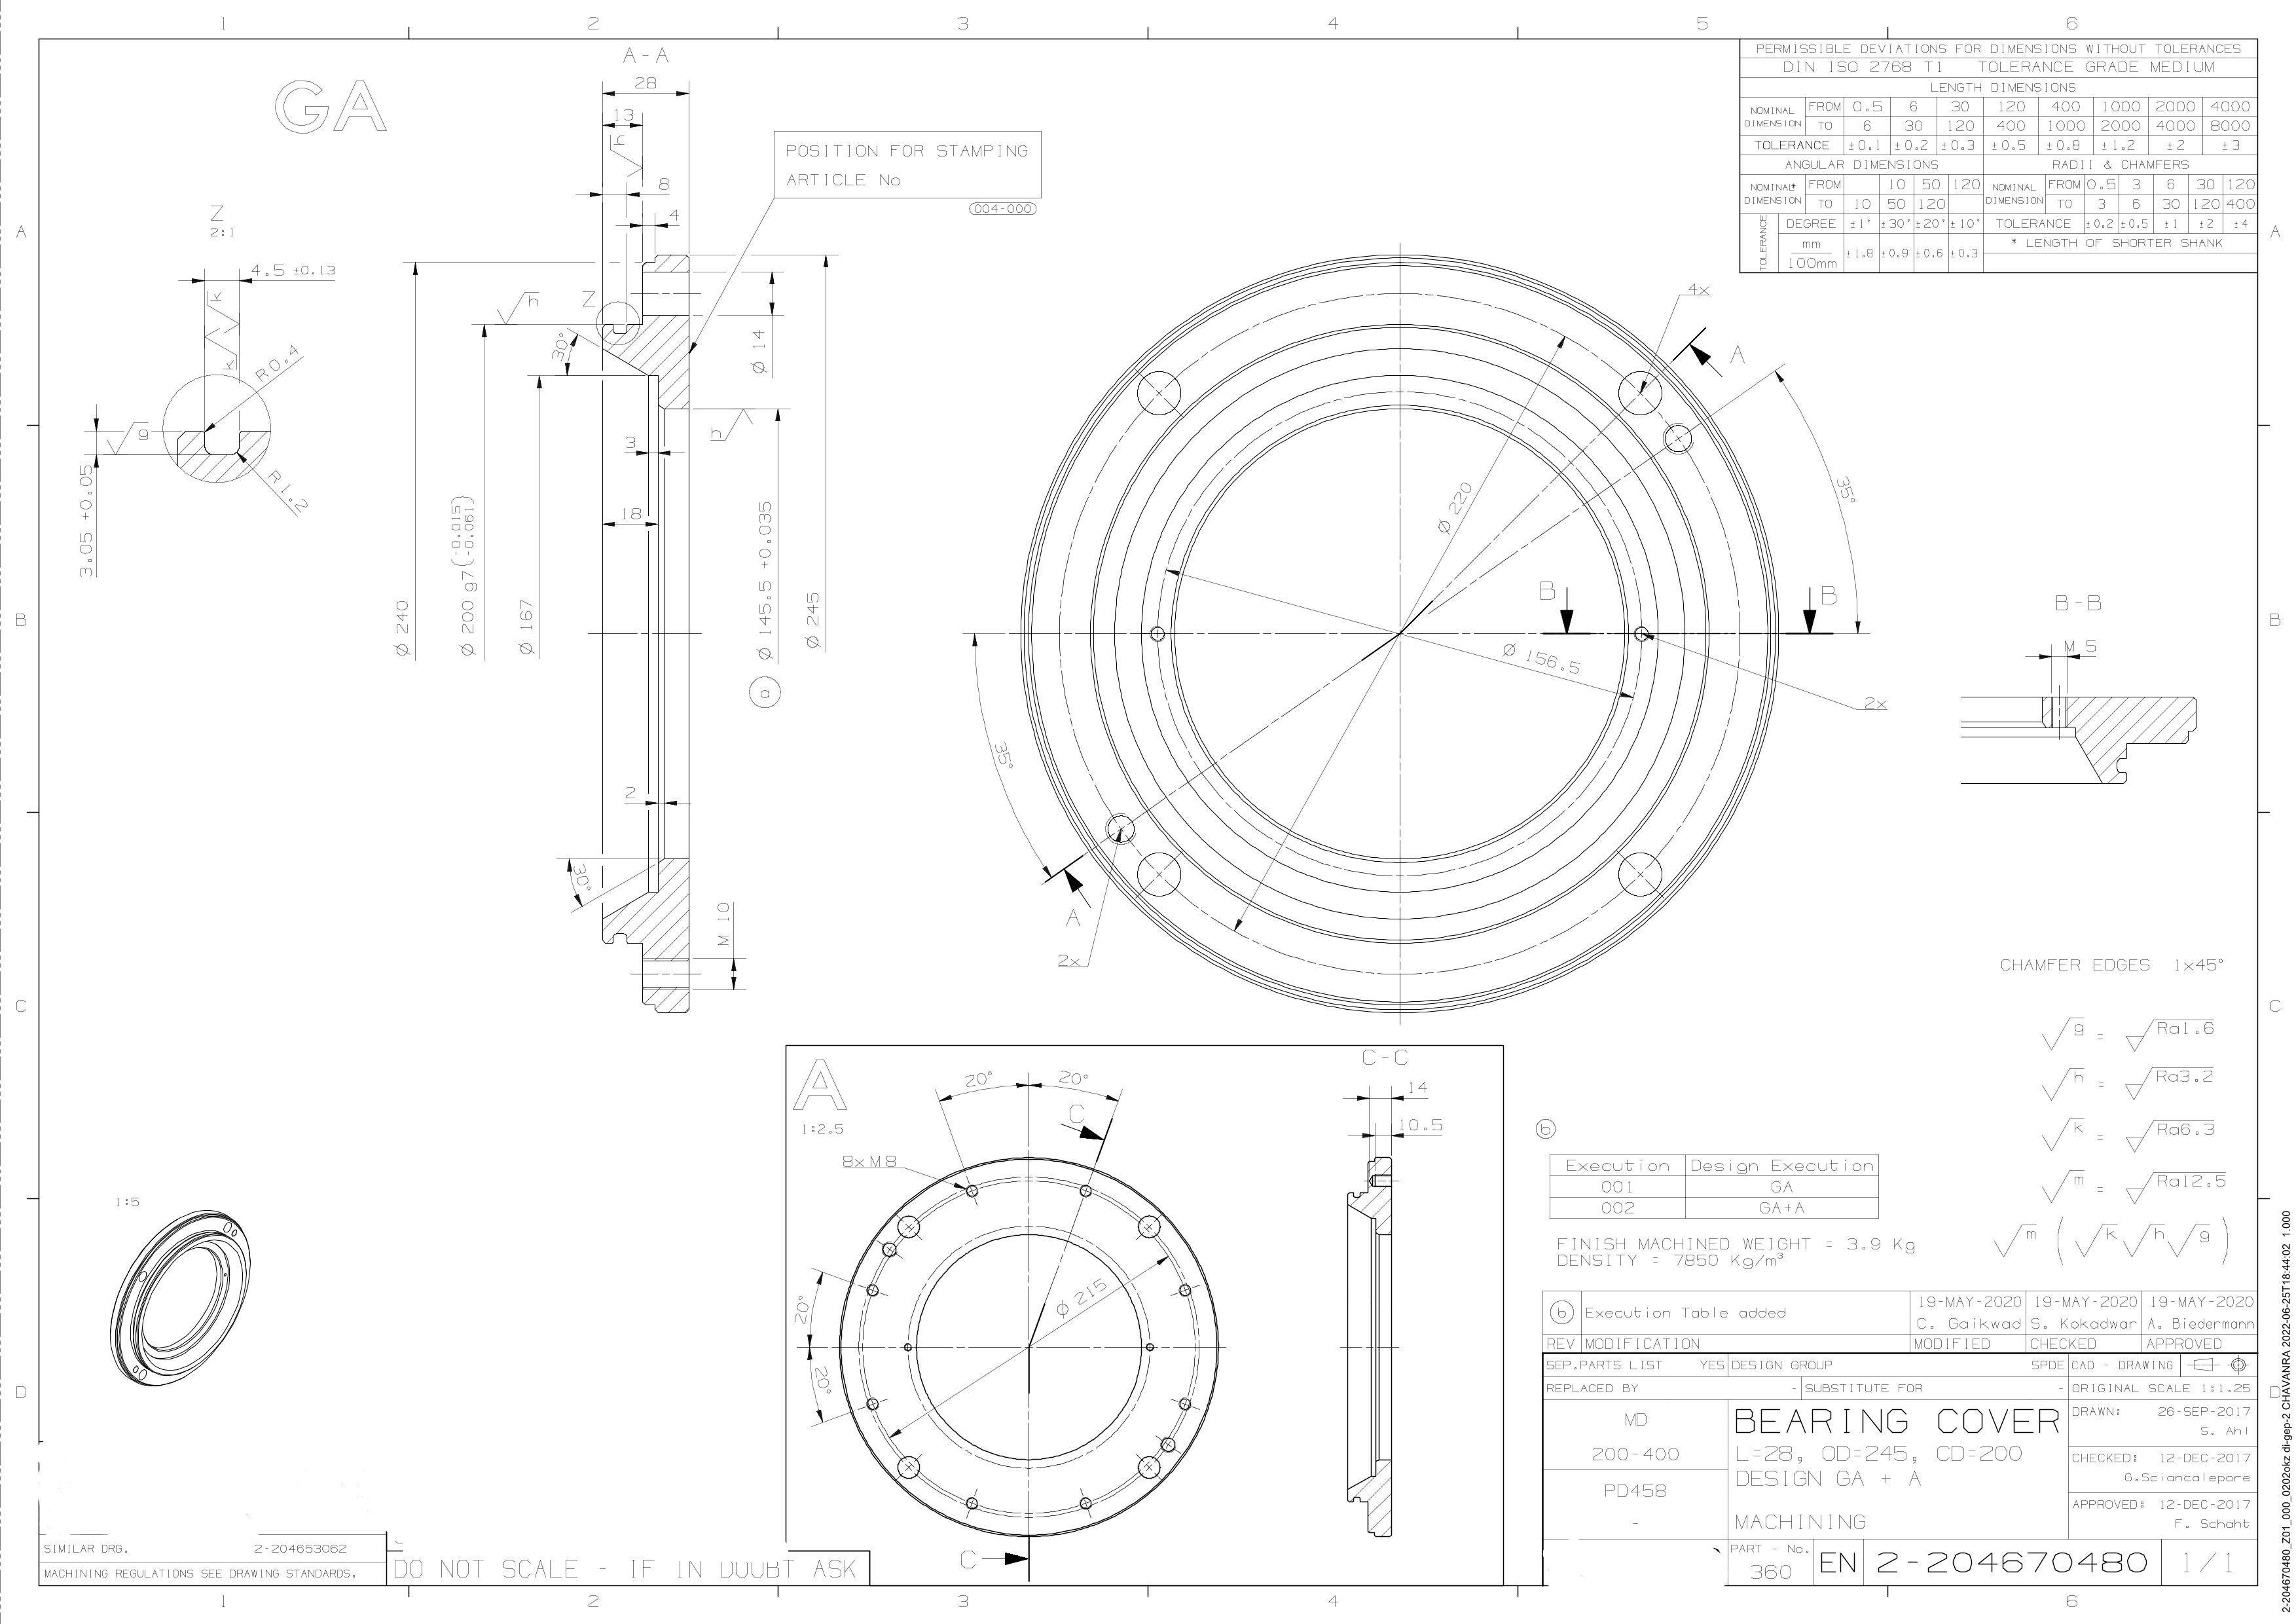 1 2 3 4 5 6
A
B
C
D
GA
Z
2:1
4.5 ±0.13
k
k
R0.4
g
R1.2
3.05 +0.05
A-A
28
13
h
8
4
POSITION FOR STAMPING
ARTICLE No
004-000
h
Z
30°
Ø 14
h
3
18
2
30°
Ø 240
Ø 200 g7(-0.015)
(-0.061)
Ø 167
Ø 145.5 +0.035
Ø 245
a
M 10
4x
A
35°
Ø 220
B
B
Ø 156.5
2x
35°
A
2x
B-B
M 5
PERMISSIBLE DEVIATIONS FOR DIMENSIONS WITHOUT TOLERANCES
DIN ISO 2768 T1 TOLERANCE GRADE MEDIUM
LENGTH DIMENSIONS
NOMINAL DIMENSION FROM 0.5 6 30 120 400 1000 2000 4000
TO 6 30 120 400 1000 2000 4000 8000
TOLERANCE ±0.1 ±0.2 ±0.3 ±0.5 ±0.8 ±1.2 ±2 ±3
ANGULAR DIMENSIONS RADII & CHAMFERS
NOMINAL* DIMENSION FROM 10 50 120 NOMINAL DIMENSION FROM 0.5 3 6 30 120
TO 10 50 120 TO 3 6 30 120 400
TOLERANCE DEGREE ±1° ±30' ±20' ±10' TOLERANCE ±0.2 ±0.5 ±1 ±2 ±4
mm
100mm ±1.8 ±0.9 ±0.6 ±0.3 * LENGTH OF SHORTER SHANK
A
B
C
D
CHAMFER EDGES 1x45°
g = Ra1.6
h = Ra3.2
k = Ra6.3
m = Ra12.5
m ( k h g )
1:5
A
1:2.5
20° 20°
C
8xM8
20°
20°
Ø 215
C
C-C
14
10.5
b
Execution Design Execution
001 GA
002 GA+A
FINISH MACHINED WEIGHT = 3.9 Kg
DENSITY = 7850 Kg/m³
b Execution Table added 19-MAY-2020 19-MAY-2020 19-MAY-2020
C. Gaikwad S. Kokadwar A. Biedermann
REV MODIFICATION MODIFIED CHECKED APPROVED
SEP.PARTS LIST YES DESIGN GROUP SPDE CAD - DRAWING
REPLACED BY - SUBSTITUTE FOR - ORIGINAL SCALE 1:1.25
MD
200-400
PD458
-
BEARING COVER
L=28, OD=245, CD=200
DESIGN GA + A
MACHINING
DRAWN: 26-SEP-2017
S. Ahl
CHECKED: 12-DEC-2017
G.Sciancalepore
APPROVED: 12-DEC-2017
F. Schaht
PART - No.
360
EN 2-204670480 1/1
SIMILAR DRG. 2-204653062
MACHINING REGULATIONS SEE DRAWING STANDARDS.
DO NOT SCALE - IF IN DOUBT ASK
1 2 3 4 6
2-204670480_Z01_000_0202okz di-gep-2 CHAVANRA 2022-06-25T18:44:02 1.000